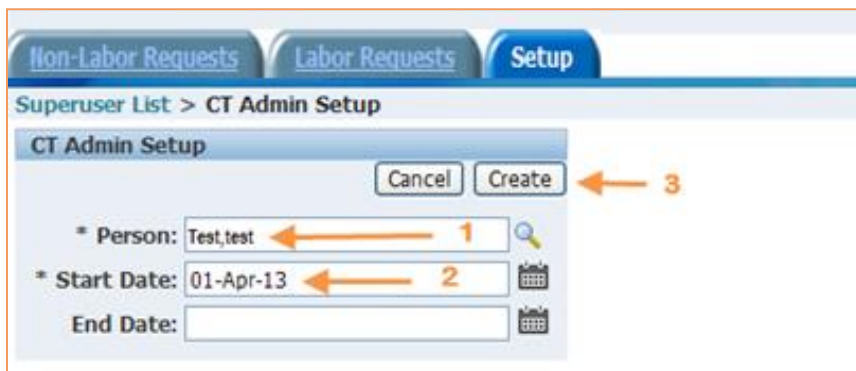 Non-Labor Requests Labor Requests Setup
Superuser List > CT Admin Setup
CT Admin Setup
Cancel Create 3
* Person: Test,test 1
* Start Date: 01-Apr-13 2
End Date: